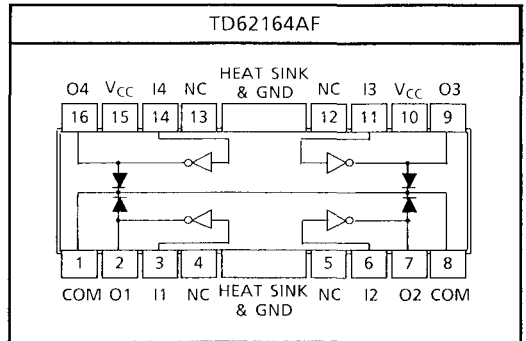 TD62164AF
HEAT SINK & GND
O4 VCC I4 NC NC I3 VCC O3
16 15 14 13 12 11 10 9
1 2 3 4 5 6 7 8
COM O1 I1 NC HEAT SINK & GND NC I2 O2 COM